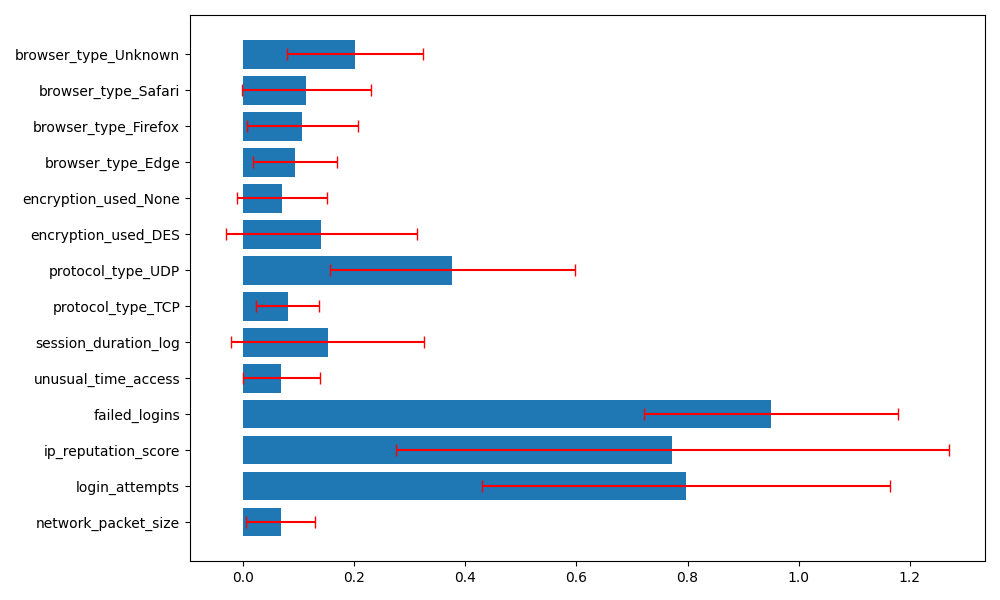 browser_type_Unknown
browser_type_Safari
browser_type_Firefox
browser_type_Edge
encryption_used_None
encryption_used_DES
protocol_type_UDP
protocol_type_TCP
session_duration_log
unusual_time_access
failed_logins
ip_reputation_score
login_attempts
network_packet_size
0.0 0.2 0.4 0.6 0.8 1.0 1.2